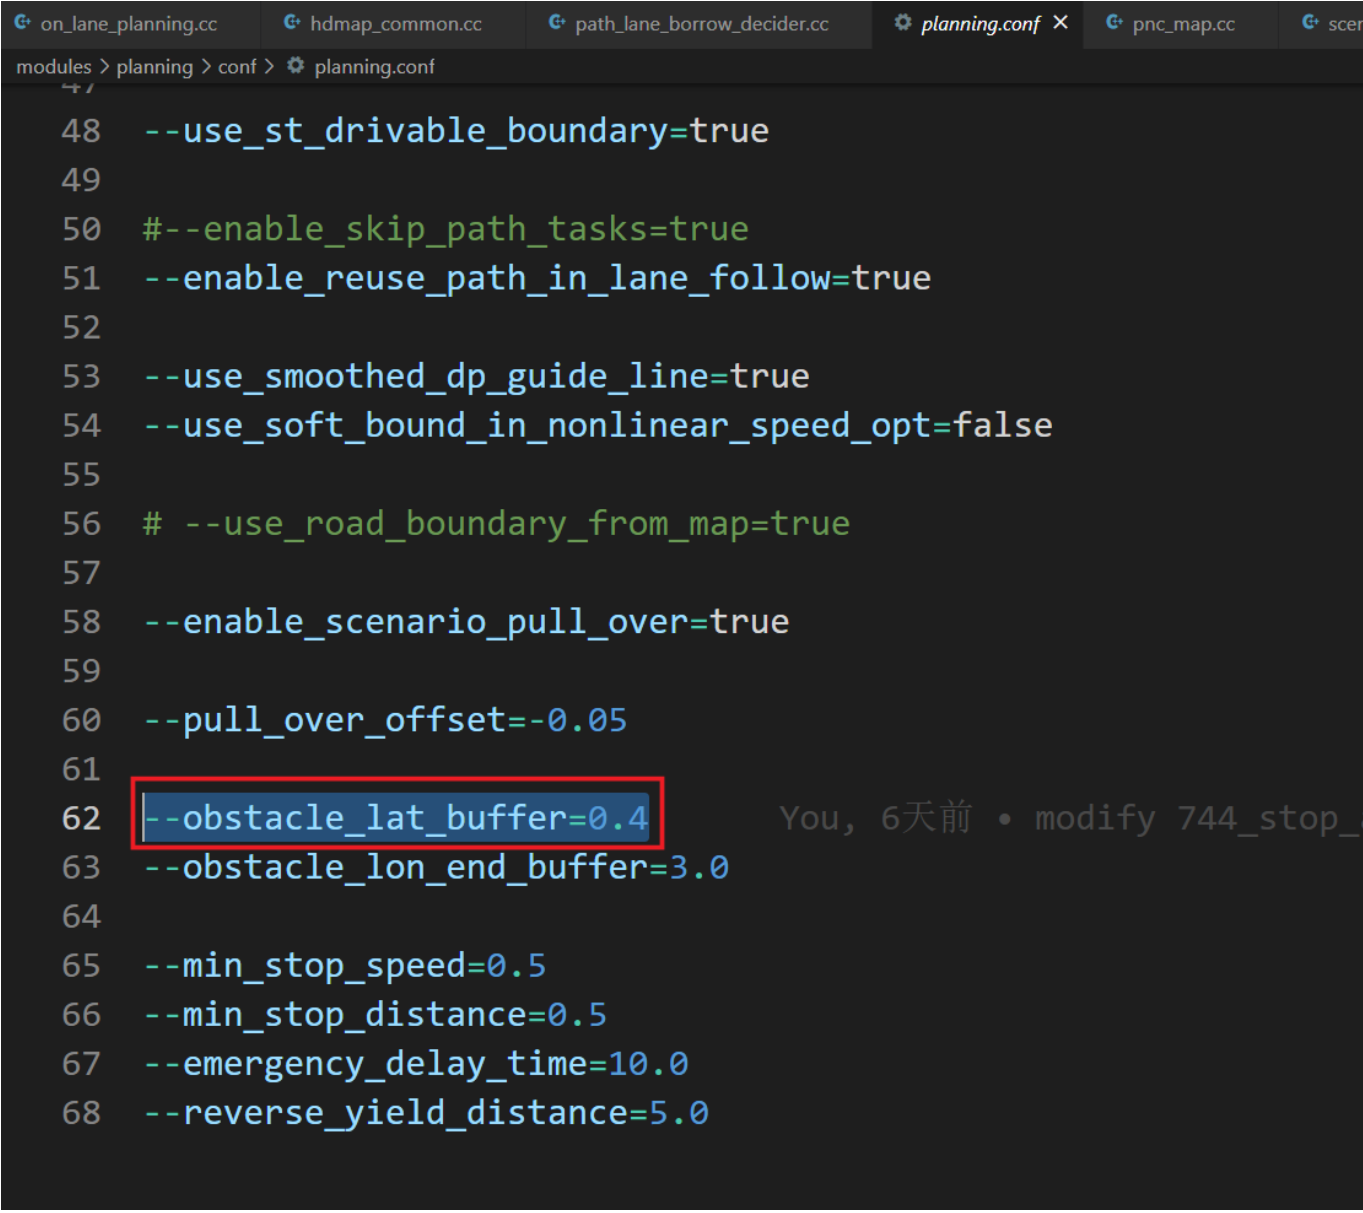 on_lane_planning.cc hdmap_common.cc path_lane_borrow_decider.cc planning.conf pnc_map.cc
modules > planning > conf > planning.conf
47
48 --use_st_drivable_boundary=true
49
50 #--enable_skip_path_tasks=true
51 --enable_reuse_path_in_lane_follow=true
52
53 --use_smoothed_dp_guide_line=true
54 --use_soft_bound_in_nonlinear_speed_opt=false
55
56 # --use_road_boundary_from_map=true
57
58 --enable_scenario_pull_over=true
59
60 --pull_over_offset=-0.05
61
62 --obstacle_lat_buffer=0.4 You, 6天前 • modify 744_stop_
63 --obstacle_lon_end_buffer=3.0
64
65 --min_stop_speed=0.5
66 --min_stop_distance=0.5
67 --emergency_delay_time=10.0
68 --reverse_yield_distance=5.0